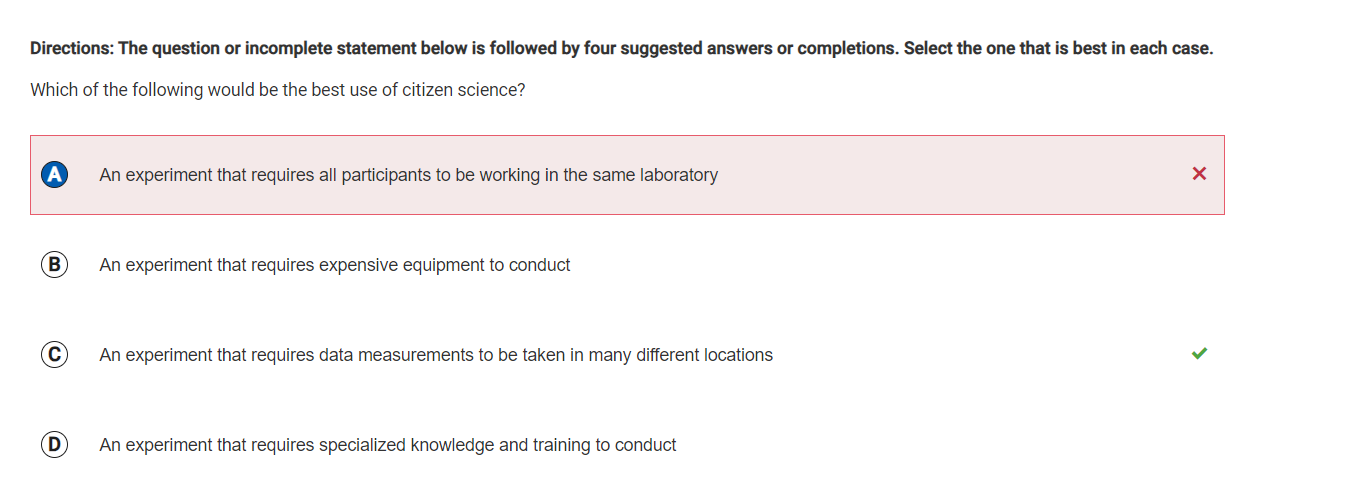 Directions: The question or incomplete statement below is followed by four suggested answers or completions. Select the one that is best in each case.
Which of the following would be the best use of citizen science?
A An experiment that requires all participants to be working in the same laboratory
B An experiment that requires expensive equipment to conduct
C An experiment that requires data measurements to be taken in many different locations
D An experiment that requires specialized knowledge and training to conduct